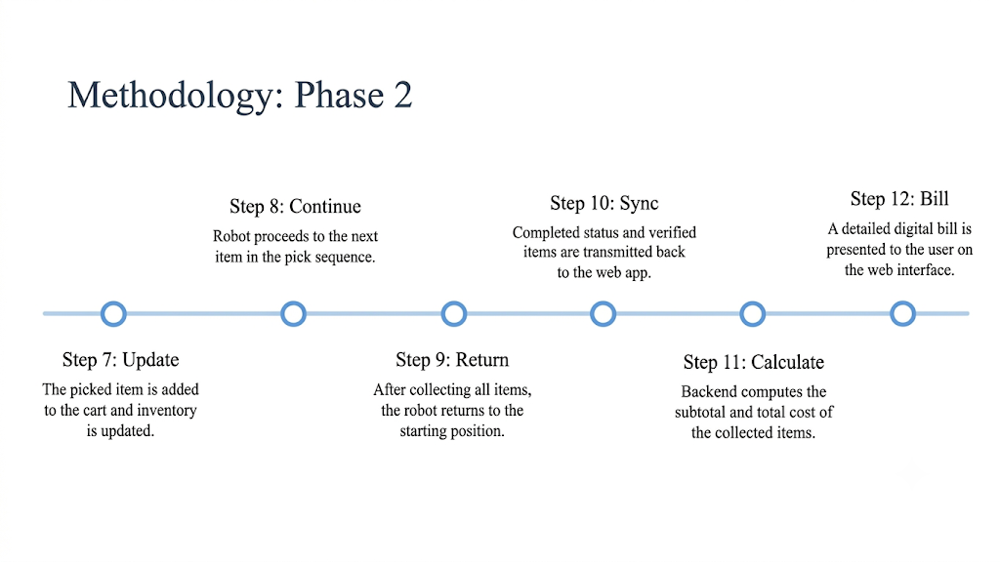 Methodology: Phase 2
Step 7: Update
The picked item is added
to the cart and inventory
is updated.
Step 8: Continue
Robot proceeds to the next
item in the pick sequence.
Step 9: Return
After collecting all items,
the robot returns to the
starting position.
Step 10: Sync
Completed status and verified
items are transmitted back
to the web app.
Step 11: Calculate
Backend computes the
subtotal and total cost of
the collected items.
Step 12: Bill
A detailed digital bill is
presented to the user on
the web interface.